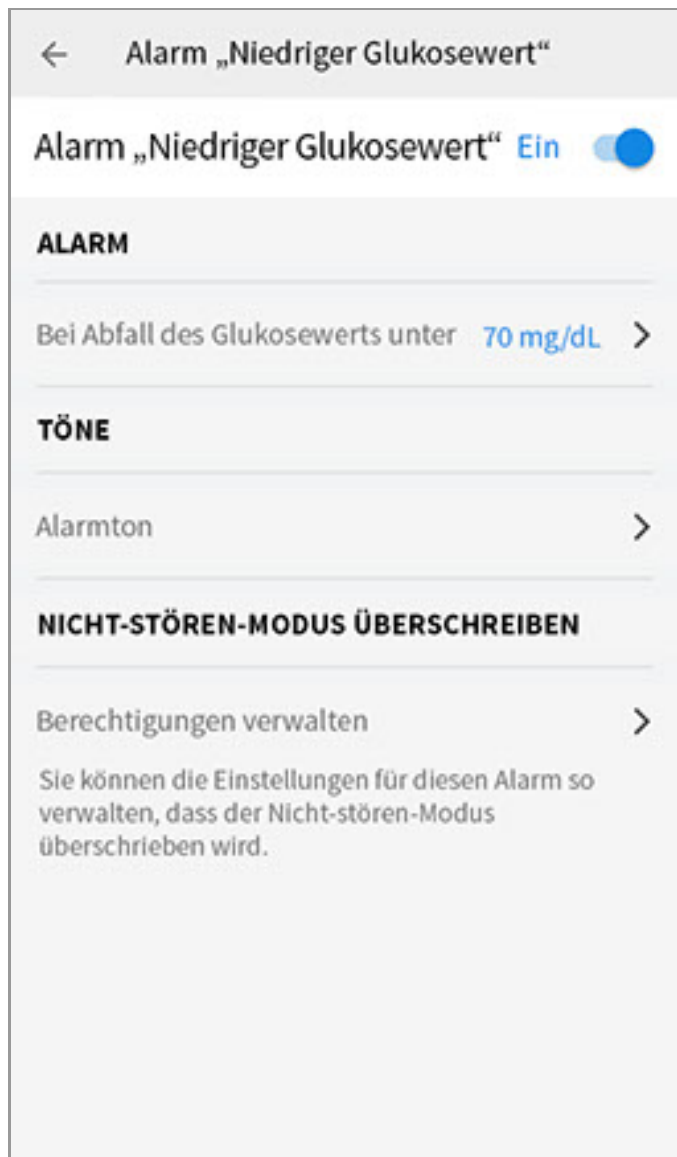 Alarm „Niedriger Glukosewert“
Alarm „Niedriger Glukosewert“ Ein
ALARM
Bei Abfall des Glukosewerts unter 70 mg/dL
TÖNE
Alarmton
NICHT-STÖREN-MODUS ÜBERSCHREIBEN
Berechtigungen verwalten
Sie können die Einstellungen für diesen Alarm so
verwalten, dass der Nicht-stören-Modus
überschrieben wird.